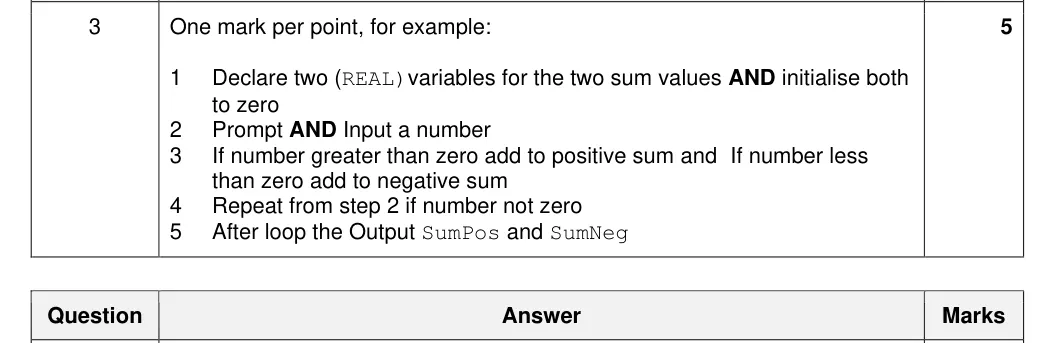 3 One mark per point, for example: 5
1 Declare two (REAL) variables for the two sum values AND initialise both
to zero
2 Prompt AND Input a number
3 If number greater than zero add to positive sum and If number less
than zero add to negative sum
4 Repeat from step 2 if number not zero
5 After loop the Output SumPos and SumNeg
Question Answer Marks